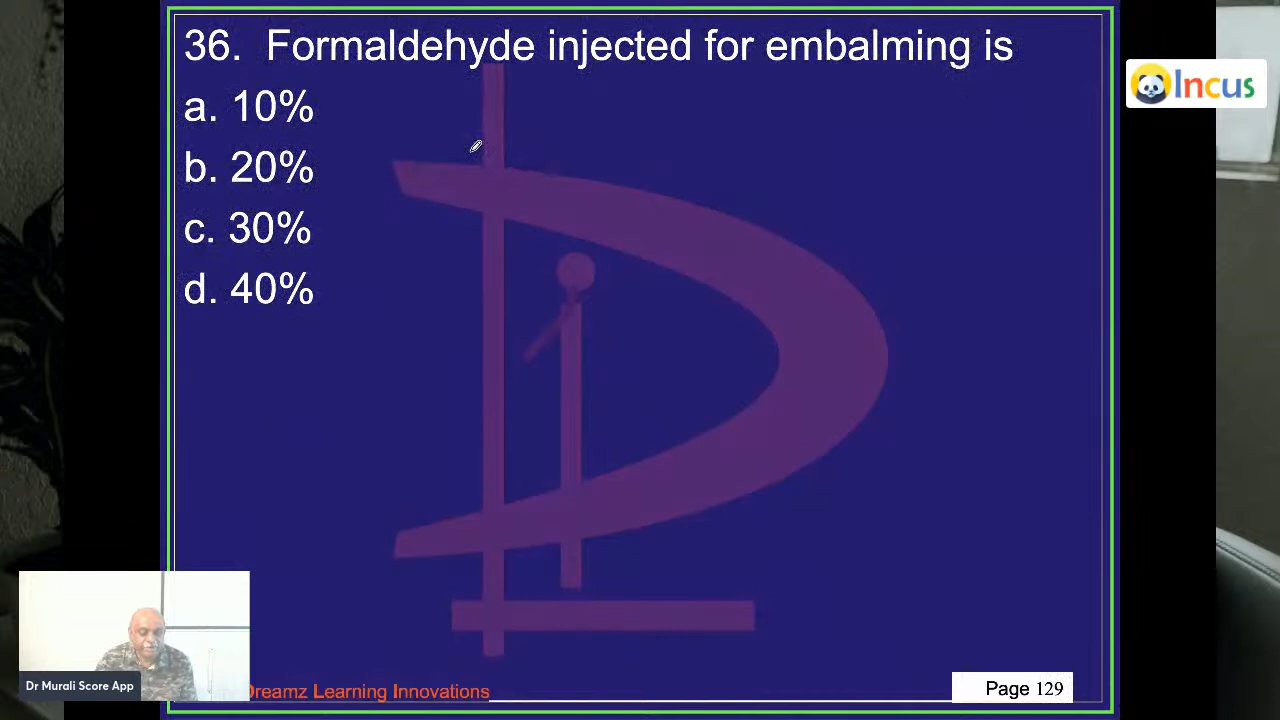 36. Formaldehyde injected for embalming is
a. 10%
b. 20%
c. 30%
d. 40%
Incus
Dr Murali Score App
Dreamz Learning Innovations
Page 129